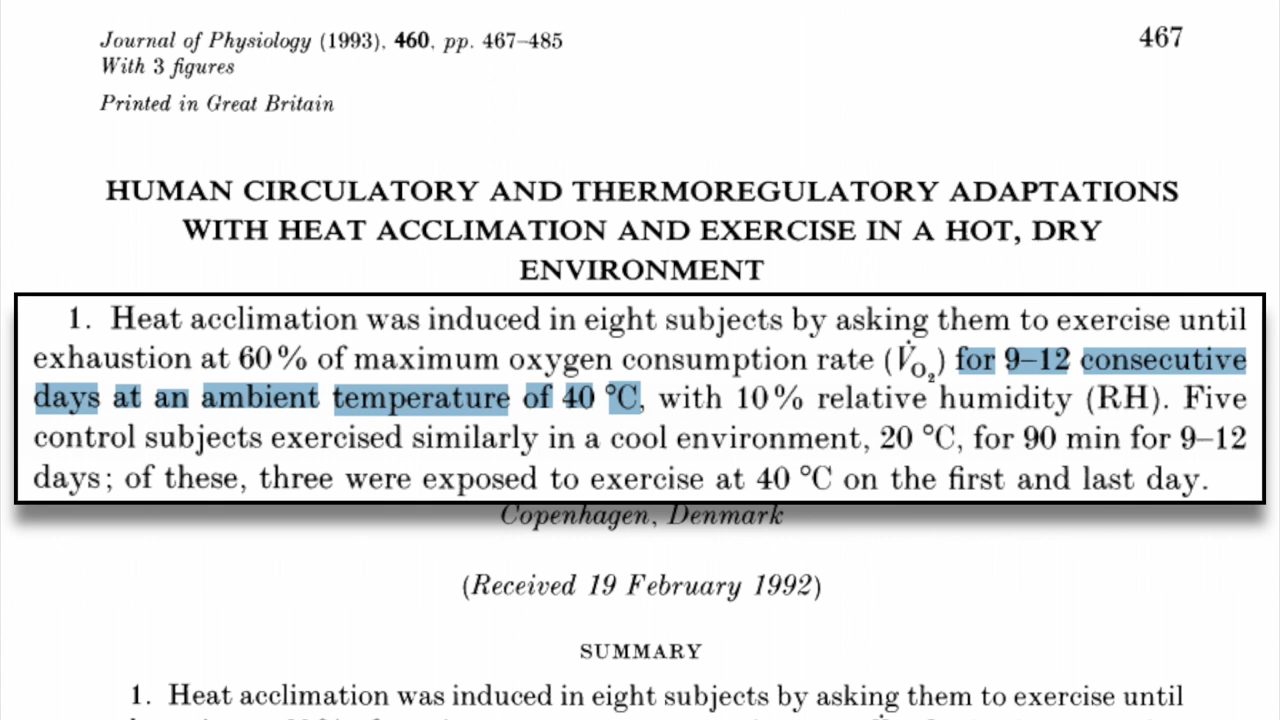 Journal of Physiology (1993), 460, pp. 467–485
467
With 3 figures
Printed in Great Britain
HUMAN CIRCULATORY AND THERMOREGULATORY ADAPTATIONS
WITH HEAT ACCLIMATION AND EXERCISE IN A HOT, DRY
ENVIRONMENT
1. Heat acclimation was induced in eight subjects by asking them to exercise until
exhaustion at 60% of maximum oxygen consumption rate (V̇O₂) for 9–12 consecutive
days at an ambient temperature of 40 °C, with 10% relative humidity (RH). Five
control subjects exercised similarly in a cool environment, 20 °C, for 90 min for 9–12
days; of these, three were exposed to exercise at 40 °C on the first and last day.
Copenhagen, Denmark
(Received 19 February 1992)
SUMMARY
1. Heat acclimation was induced in eight subjects by asking them to exercise until